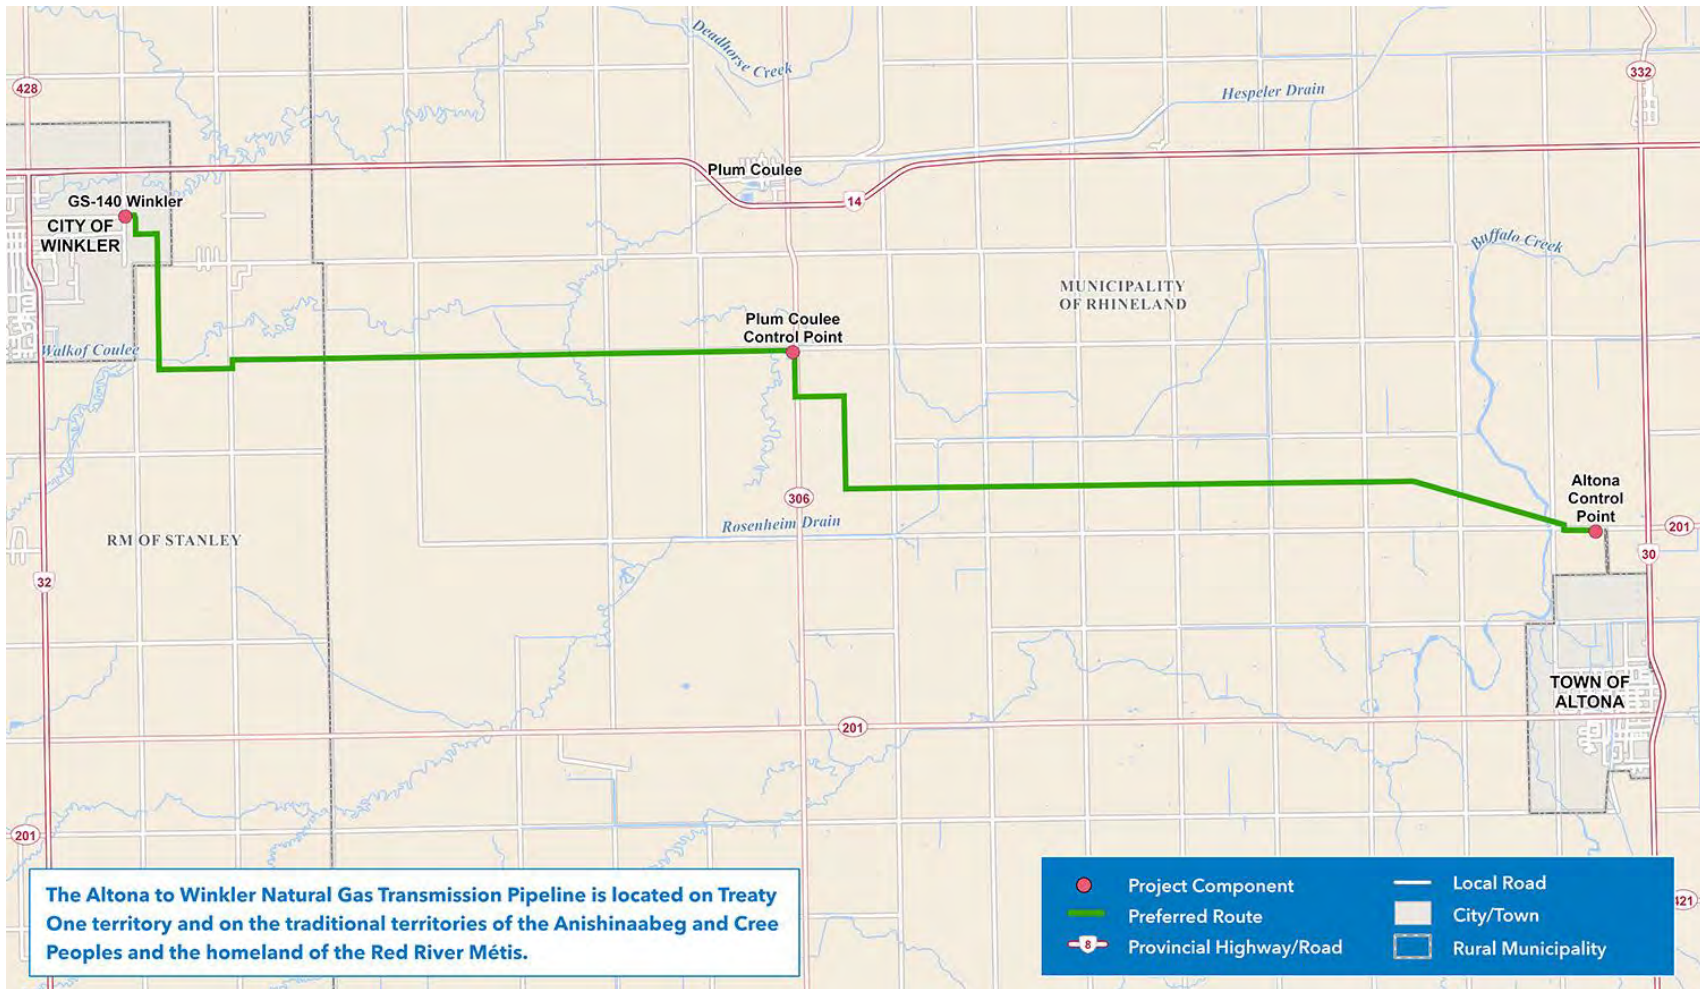 Deadhorse Creek
428
332
Hespeler Drain
Plum Coulee
GS-140 Winkler
14
CITY OF
WINKLER
Buffalo Creek
MUNICIPALITY
OF RHINELAND
Plum Coulee
Control Point
Walkof Coulee
Altona
Control
Point
306
Rosenheim Drain
201
RM OF STANLEY
30
32
TOWN OF
ALTONA
201
201
The Altona to Winkler Natural Gas Transmission Pipeline is located on Treaty
One territory and on the traditional territories of the Anishinaabeg and Cree
Peoples and the homeland of the Red River Métis.
Project Component
Preferred Route
8 Provincial Highway/Road
Local Road
City/Town
Rural Municipality
421